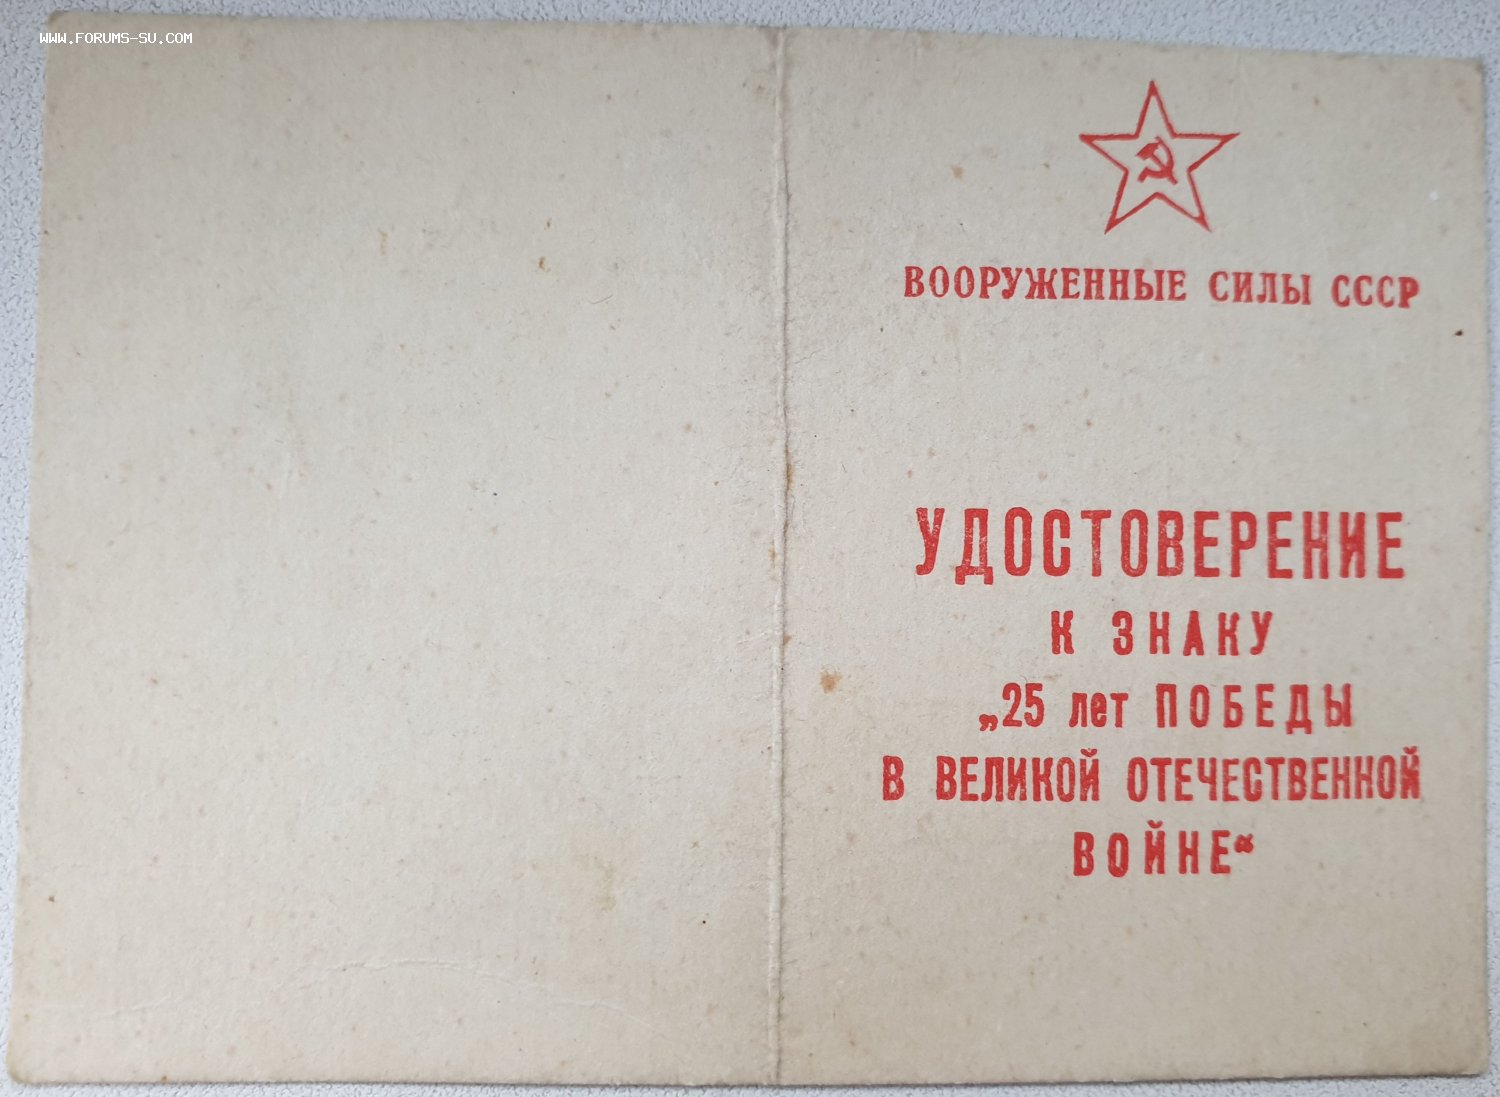 WWW.FORUMS-SU.COM
ВООРУЖЕННЫЕ СИЛЫ СССР
УДОСТОВЕРЕНИЕ
К ЗНАКУ
„25 лет ПОБЕДЫ
В ВЕЛИКОЙ ОТЕЧЕСТВЕННОЙ
ВОЙНЕ“